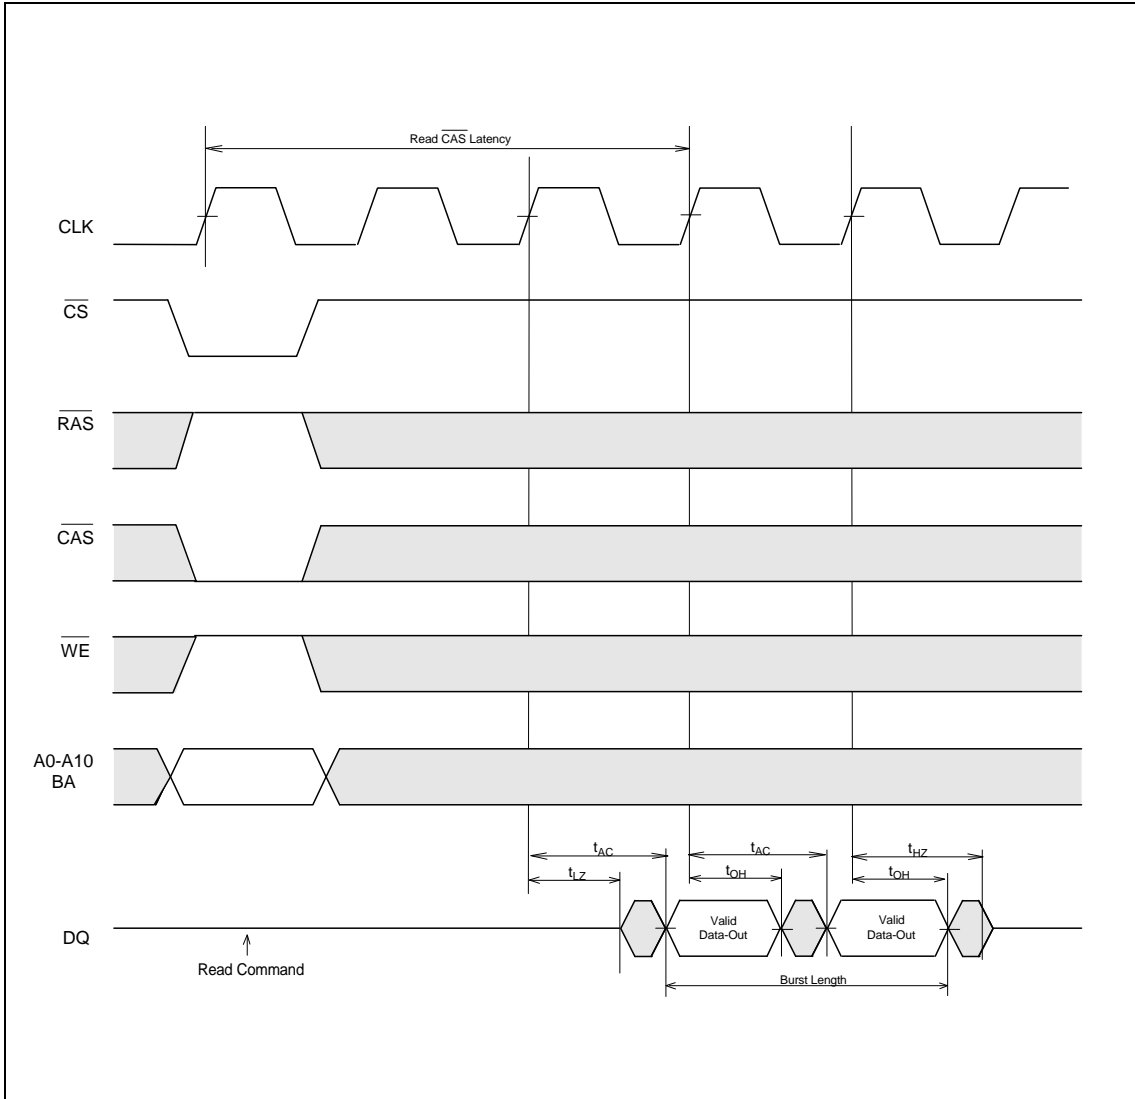 Read CAS Latency
CLK
CS
RAS
CAS
WE
A0-A10
BA
tAC
tAC
tHZ
tLZ
tOH
tOH
DQ
Valid
Data-Out
Valid
Data-Out
Read Command
Burst Length